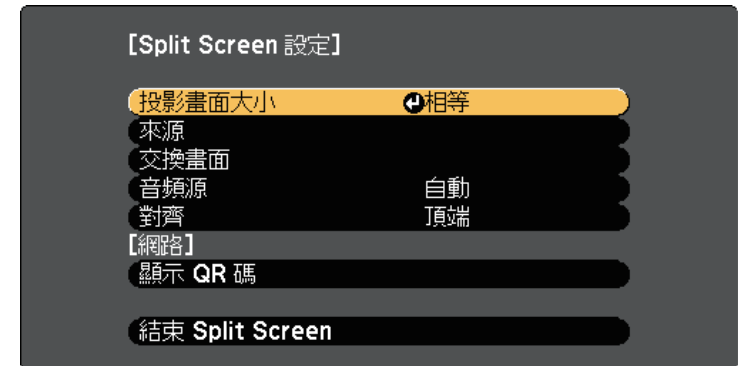 [Split Screen 設定]
投影畫面大小 相等
來源
交換畫面
音頻源 自動
對齊 頂端
[網路]
顯示 QR 碼
結束 Split Screen